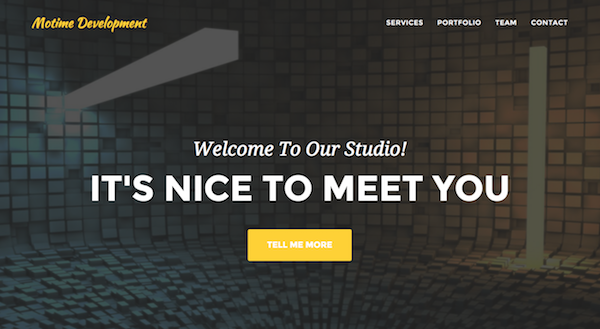 Motime Development
SERVICES PORTFOLIO TEAM CONTACT
Welcome To Our Studio!
IT'S NICE TO MEET YOU
TELL ME MORE